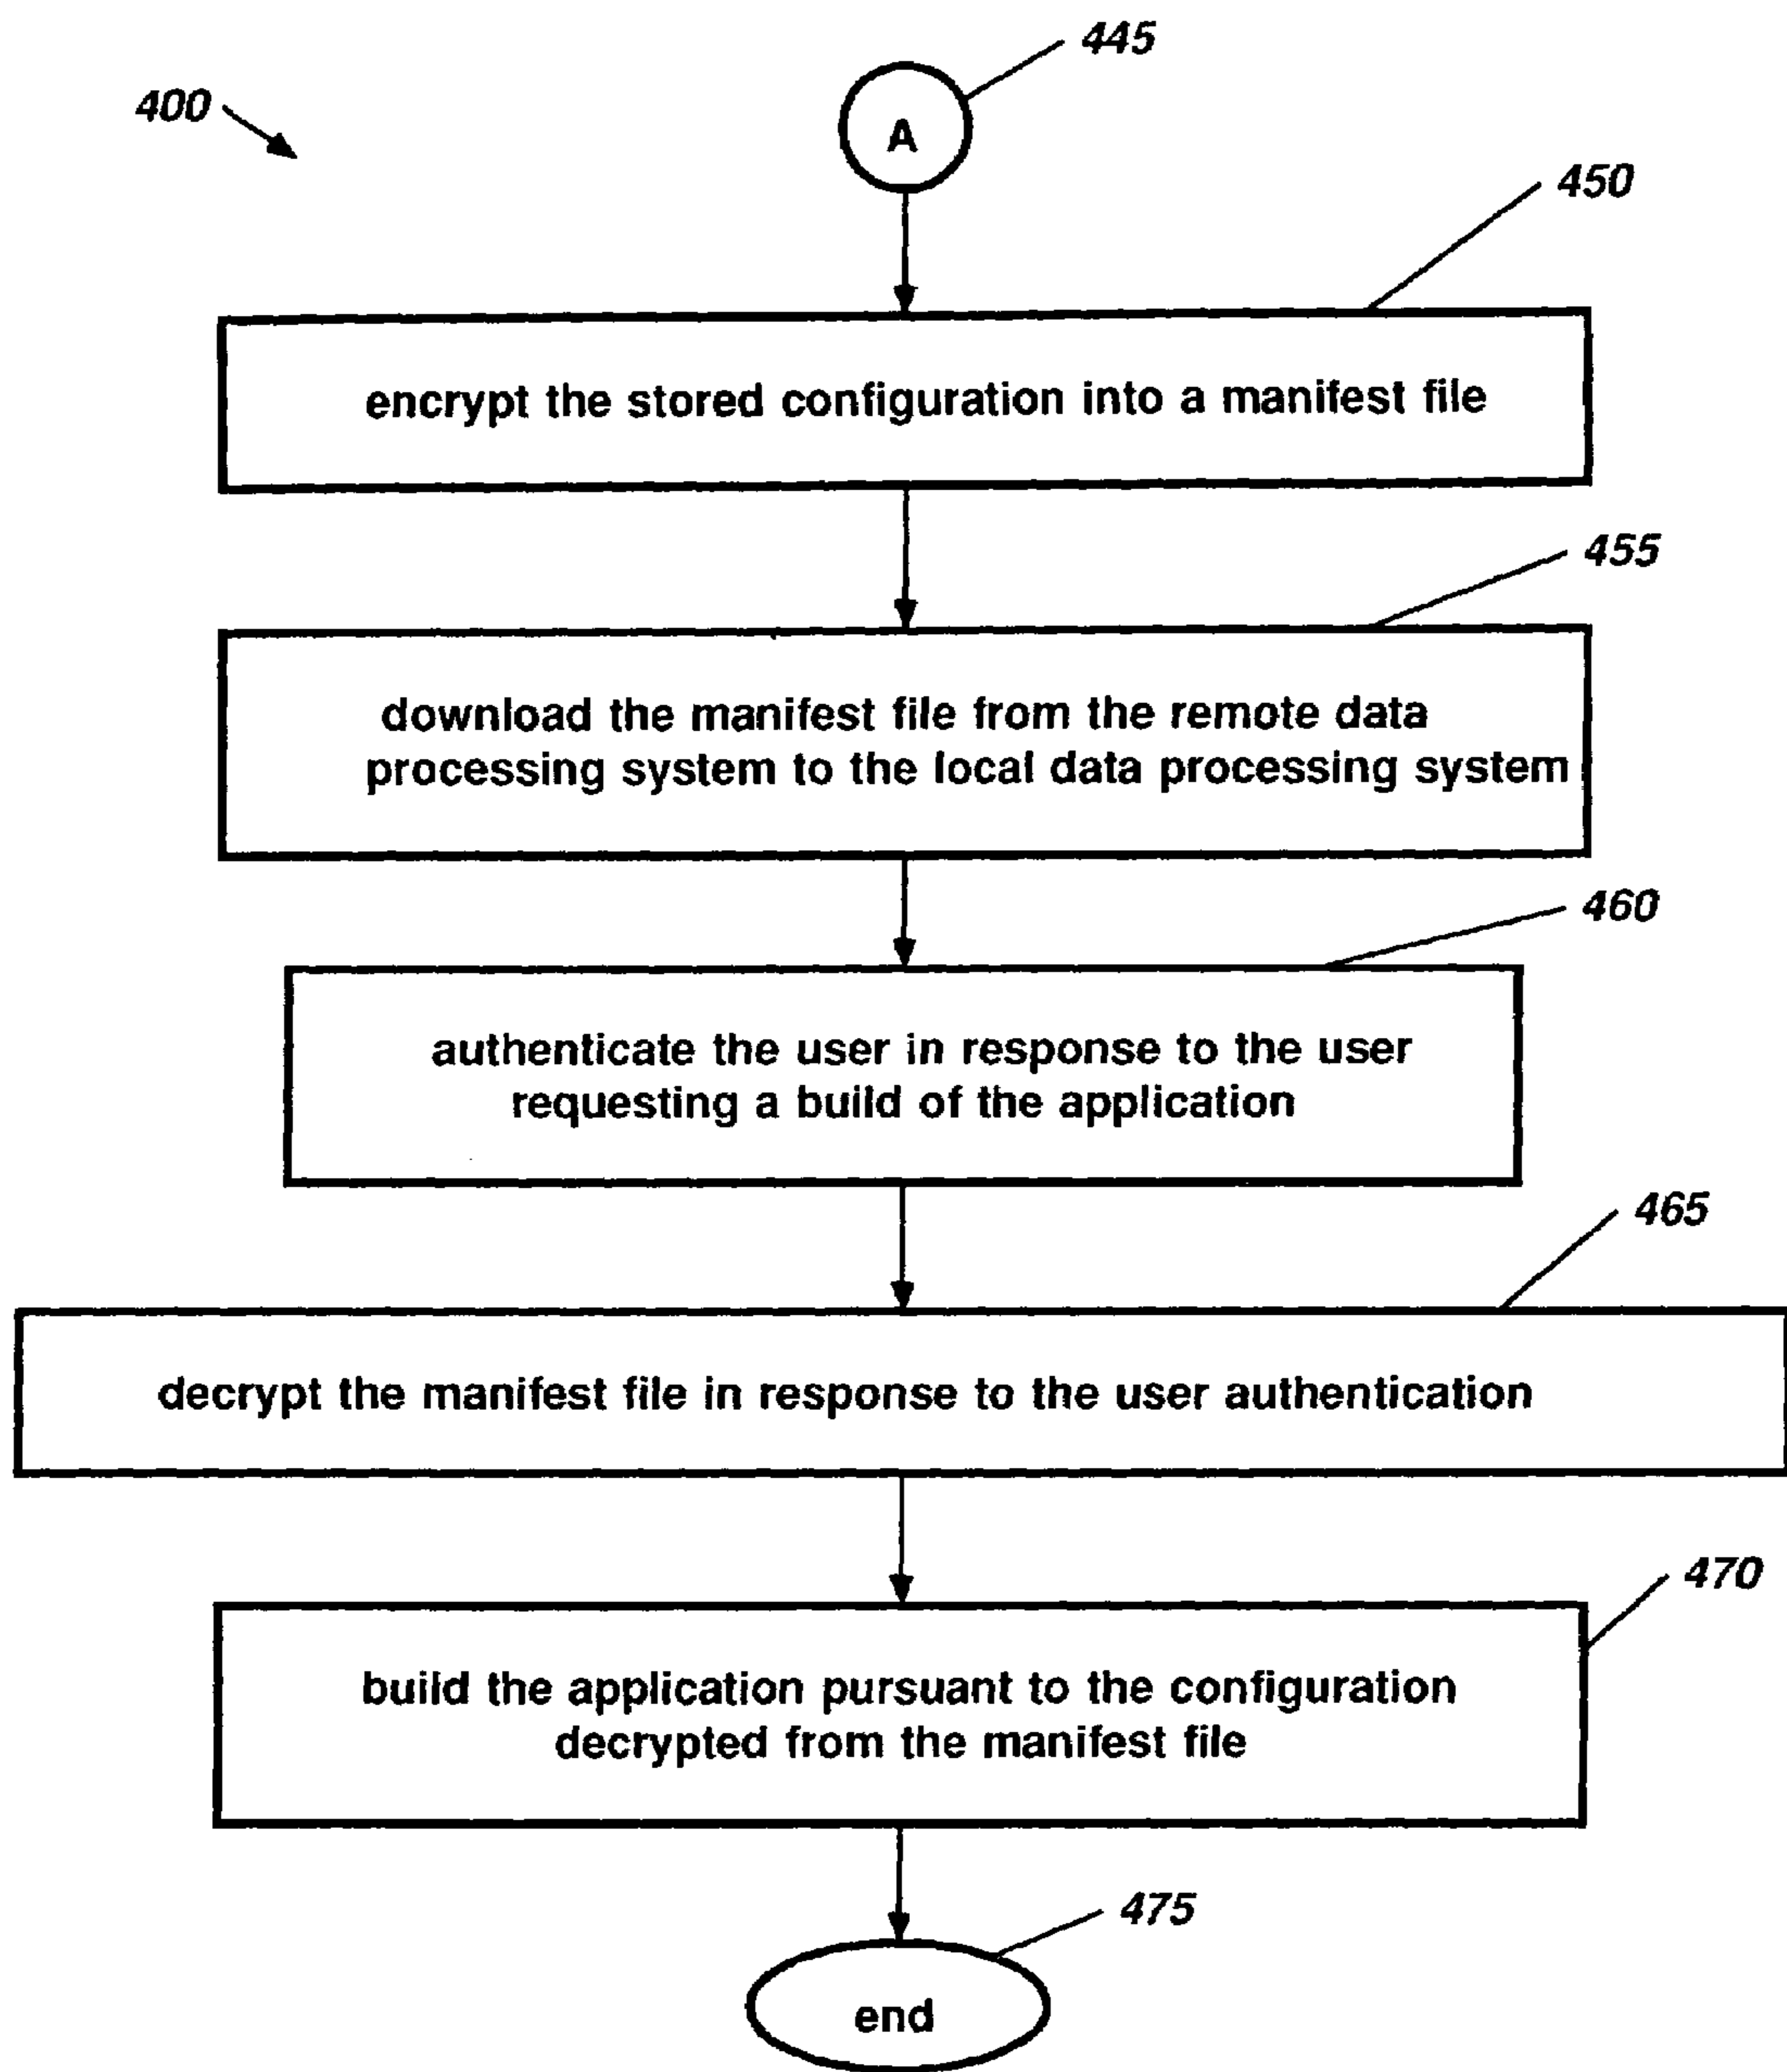 445
400
A
450
encrypt the stored configuration into a manifest file
455
download the manifest file from the remote data
processing system to the local data processing system
460
authenticate the user in response to the user
requesting a build of the application
465
decrypt the manifest file in response to the user authentication
470
build the application pursuant to the configuration
decrypted from the manifest file
475
end